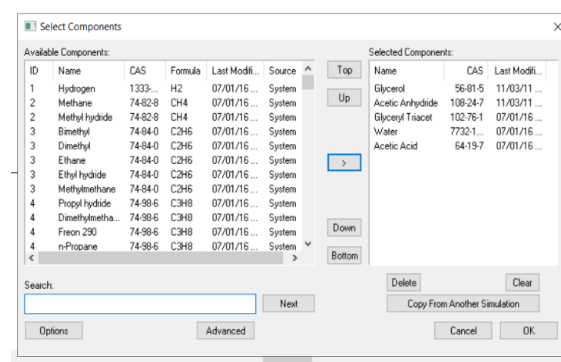 Select Components
Available Components:
ID Name CAS Formula Last Modifi... Source
1 Hydrogen 1333-... H2 07/01/16 ... System
2 Methane 74-82-8 CH4 07/01/16 ... System
2 Methyl hydride 74-82-8 CH4 07/01/16 ... System
3 Bimethyl 74-84-0 C2H6 07/01/16 ... System
3 Dimethyl 74-84-0 C2H6 07/01/16 ... System
3 Ethane 74-84-0 C2H6 07/01/16 ... System
3 Ethyl hydride 74-84-0 C2H6 07/01/16 ... System
3 Methylmethane 74-84-0 C2H6 07/01/16 ... System
4 Propyl hydride 74-98-6 C3H8 07/01/16 ... System
4 Dimethylmetha... 74-98-6 C3H8 07/01/16 ... System
4 Freon 290 74-98-6 C3H8 07/01/16 ... System
4 n-Propane 74-98-6 C3H8 07/01/16 ... System
Search:
Next
Options
Advanced
Top
Up
>
Down
Bottom
Selected Components:
Name CAS Last Modifi...
Glycerol 56-81-5 11/03/11 ...
Acetic Anhydride 108-24-7 11/03/11 ...
Glyceryl Triacet 102-76-1 07/01/16 ...
Water 7732-1... 07/01/16 ...
Acetic Acid 64-19-7 07/01/16 ...
Delete
Clear
Copy From Another Simulation
Cancel
OK